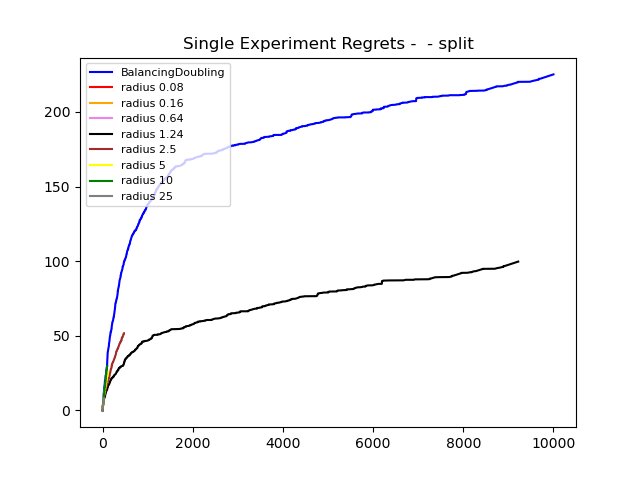 Single Experiment Regrets -  - split
BalancingDoubling
radius 0.08
radius 0.16
radius 0.64
radius 1.24
radius 2.5
radius 5
radius 10
radius 25
200
150
100
50
0
0 2000 4000 6000 8000 10000